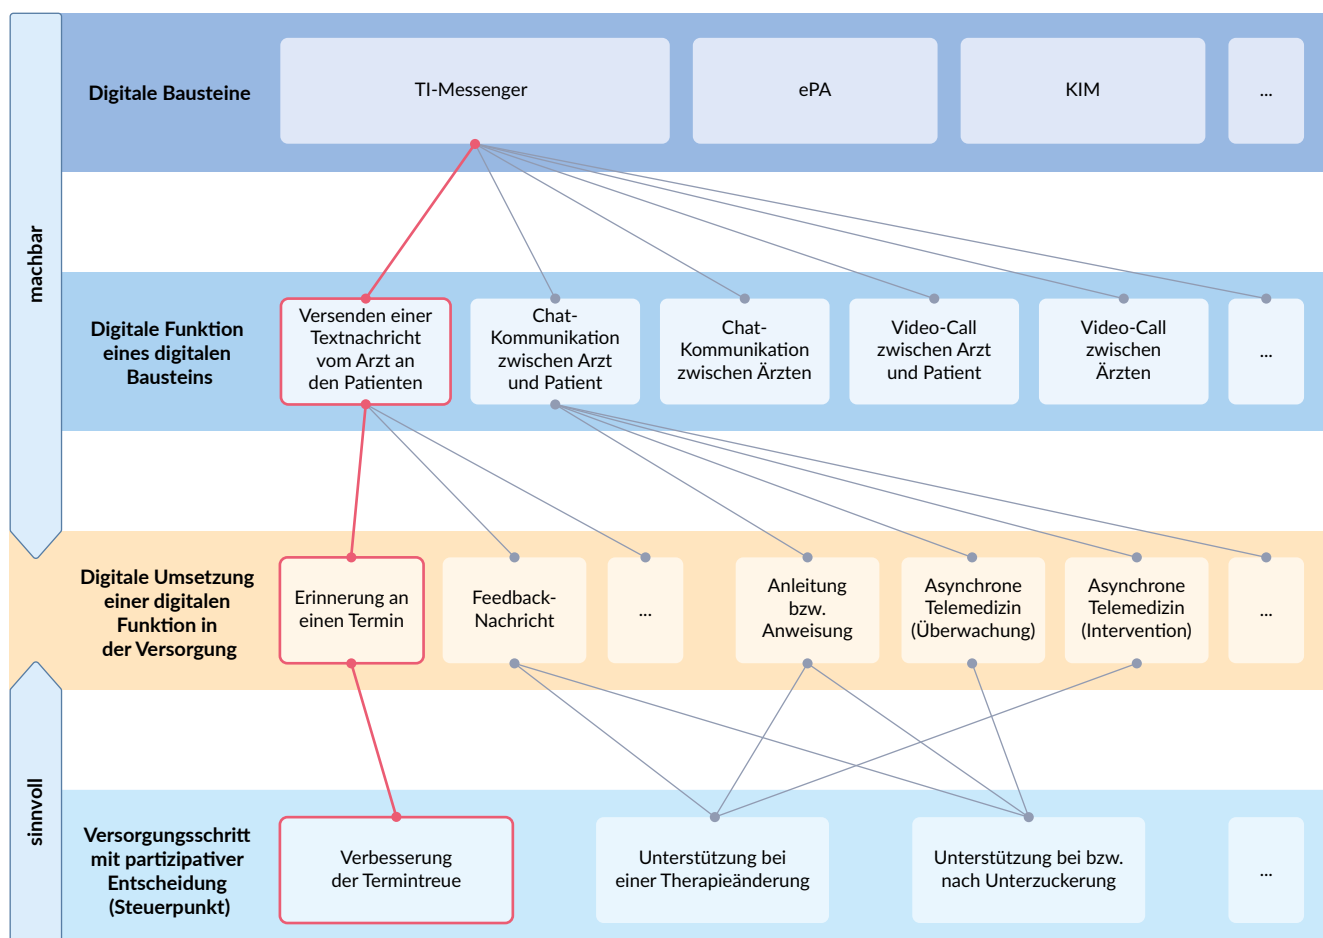 machbar
sinnvoll
Digitale Bausteine
TI-Messenger
ePA
KIM
...
Digitale Funktion
eines digitalen
Bausteins
Versenden einer
Textnachricht
vom Arzt an
den Patienten
Chat-
Kommunikation
zwischen Arzt
und Patient
Chat-
Kommunikation
zwischen Ärzten
Video-Call
zwischen Arzt
und Patient
Video-Call
zwischen
Ärzten
...
Digitale Umsetzung
einer digitalen
Funktion in
der Versorgung
Erinnerung an
einen Termin
Feedback-
Nachricht
...
Anleitung
bzw.
Anweisung
Asynchrone
Telemedizin
(Überwachung)
Asynchrone
Telemedizin
(Intervention)
...
Versorgungsschritt
mit partizipativer
Entscheidung
(Steuerpunkt)
Verbesserung
der Termintreue
Unterstützung bei
einer Therapieänderung
Unterstützung bei bzw.
nach Unterzuckerung
...